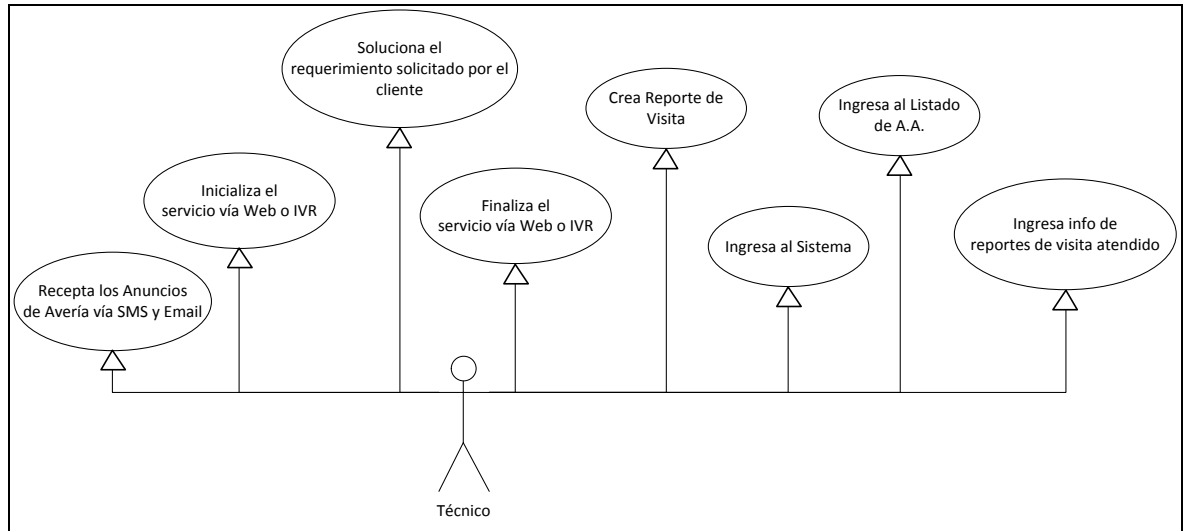 Soluciona el
requerimiento solicitado por el
cliente
Crea Reporte de
Visita
Ingresa al Listado
de A.A.
Inicializa el
servicio vía Web o IVR
Finaliza el
servicio vía Web o IVR
Ingresa al Sistema
Ingresa info de
reportes de visita atendido
Recepta los Anuncios
de Avería vía SMS y Email
Técnico